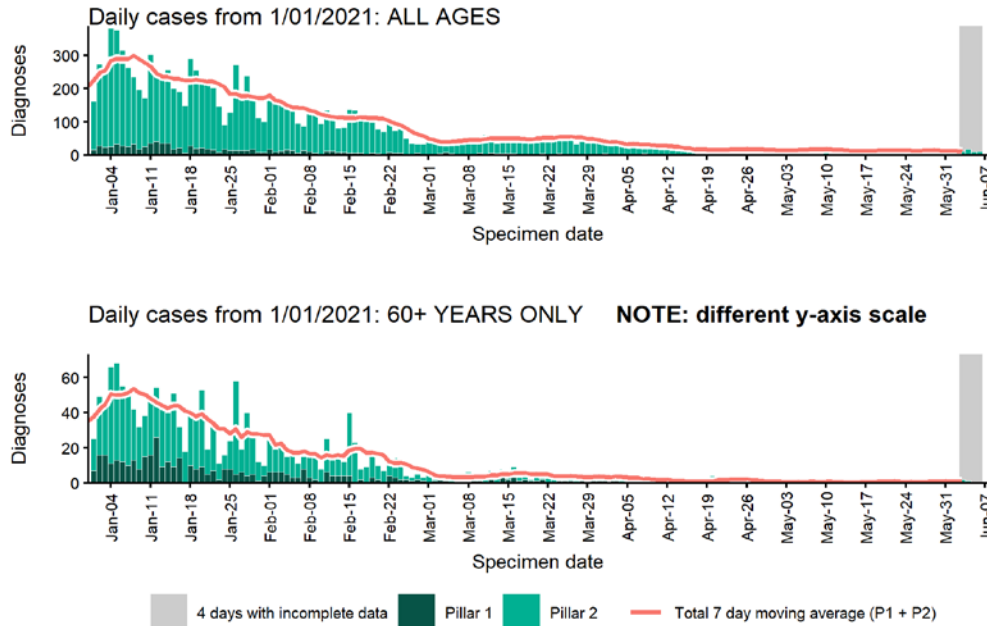 Daily cases from 1/01/2021: ALL AGES
Diagnoses
300
200
100
0
Jan-04
Jan-11
Jan-18
Jan-25
Feb-01
Feb-08
Feb-15
Feb-22
Mar-01
Mar-08
Mar-15
Mar-22
Mar-29
Apr-05
Apr-12
Apr-19
Apr-26
May-03
May-10
May-17
May-24
May-31
Jun-07
Specimen date
Daily cases from 1/01/2021: 60+ YEARS ONLY NOTE: different y-axis scale
Diagnoses
60
40
20
0
Jan-04
Jan-11
Jan-18
Jan-25
Feb-01
Feb-08
Feb-15
Feb-22
Mar-01
Mar-08
Mar-15
Mar-22
Mar-29
Apr-05
Apr-12
Apr-19
Apr-26
May-03
May-10
May-17
May-24
May-31
Jun-07
Specimen date
4 days with incomplete data Pillar 1 Pillar 2 Total 7 day moving average (P1 + P2)